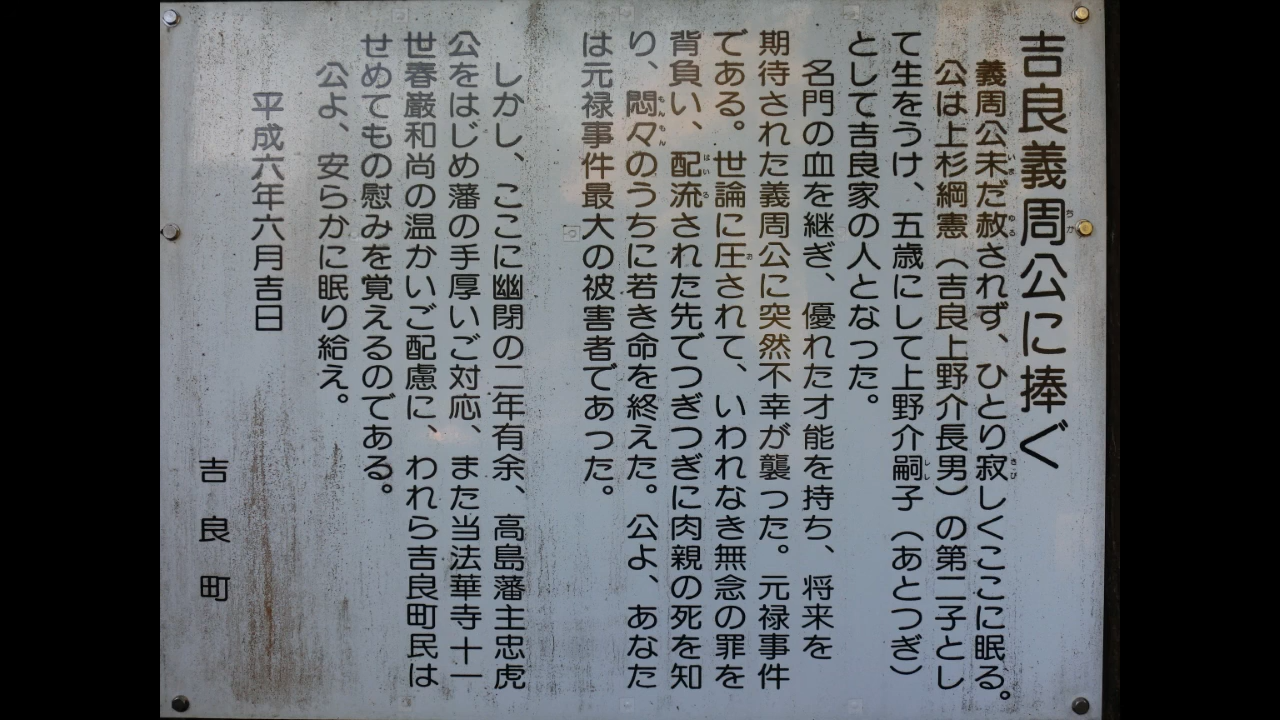 吉良義周公に捧ぐ
義周公未だ赦されず、ひとり寂しくここに眠る。
公は上杉綱憲（吉良上野介長男）の第二子とし
て生をうけ、五歳にして上野介嗣子（あとつぎ）
として吉良家の人となった。
名門の血を継ぎ、優れた才能を持ち、将来を
期待された義周公に突然不幸が襲った。元禄事件
である。世論に圧されて、いわれなき無念の罪を
背負い、配流された先でつぎつぎに肉親の死を知
り、悶々のうちに若き命を終えた。公よ、あなた
は元禄事件最大の被害者であった。
しかし、ここに幽閉の二年有余、高島藩主忠虎
公をはじめ藩の手厚いご対応、また当法華寺十一
世春巌和尚の温かいご配慮に、われら吉良町民は
せめてもの慰みを覚えるのである。
公よ、安らかに眠り給え。
平成六年六月吉日
吉良町